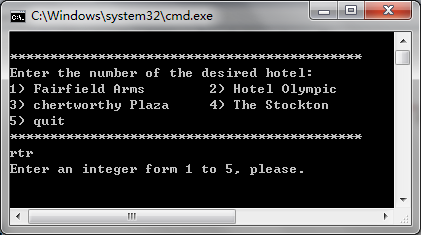 C:\Windows\system32\cmd.exe
*******************************************
Enter the number of the desired hotel:
1) Fairfield Arms        2) Hotel Olympic
3) chertworthy Plaza     4) The Stockton
5) quit
*******************************************
rtr
Enter an integer form 1 to 5, please.